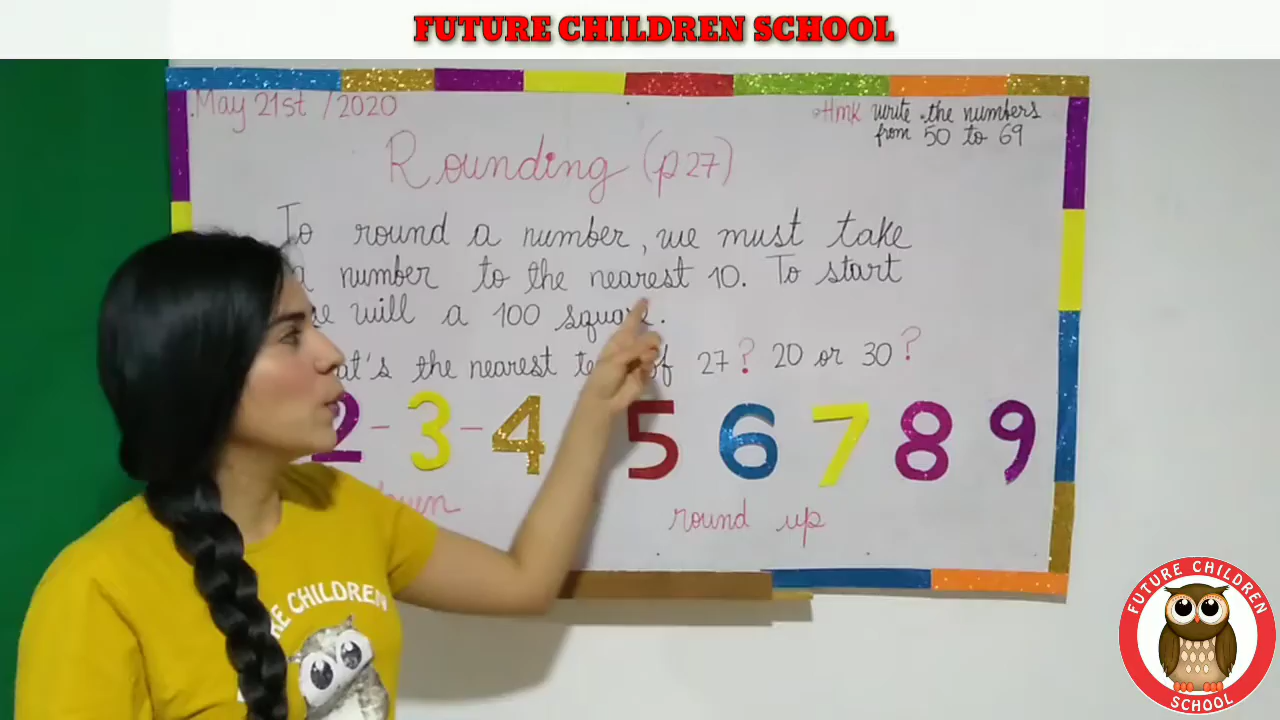 FUTURE CHILDREN SCHOOL
May 21st /2020
Hmk write the numbers
from 50 to 69
Rounding (p27)
To round a number, we must take
a number to the nearest 10. To start
will a 100 square.
the nearest of 27? 20 or 30?
2 - 3 - 4 5 6 7 8 9
round up
CHILDREN
FUTURE CHILDREN
SCHOOL